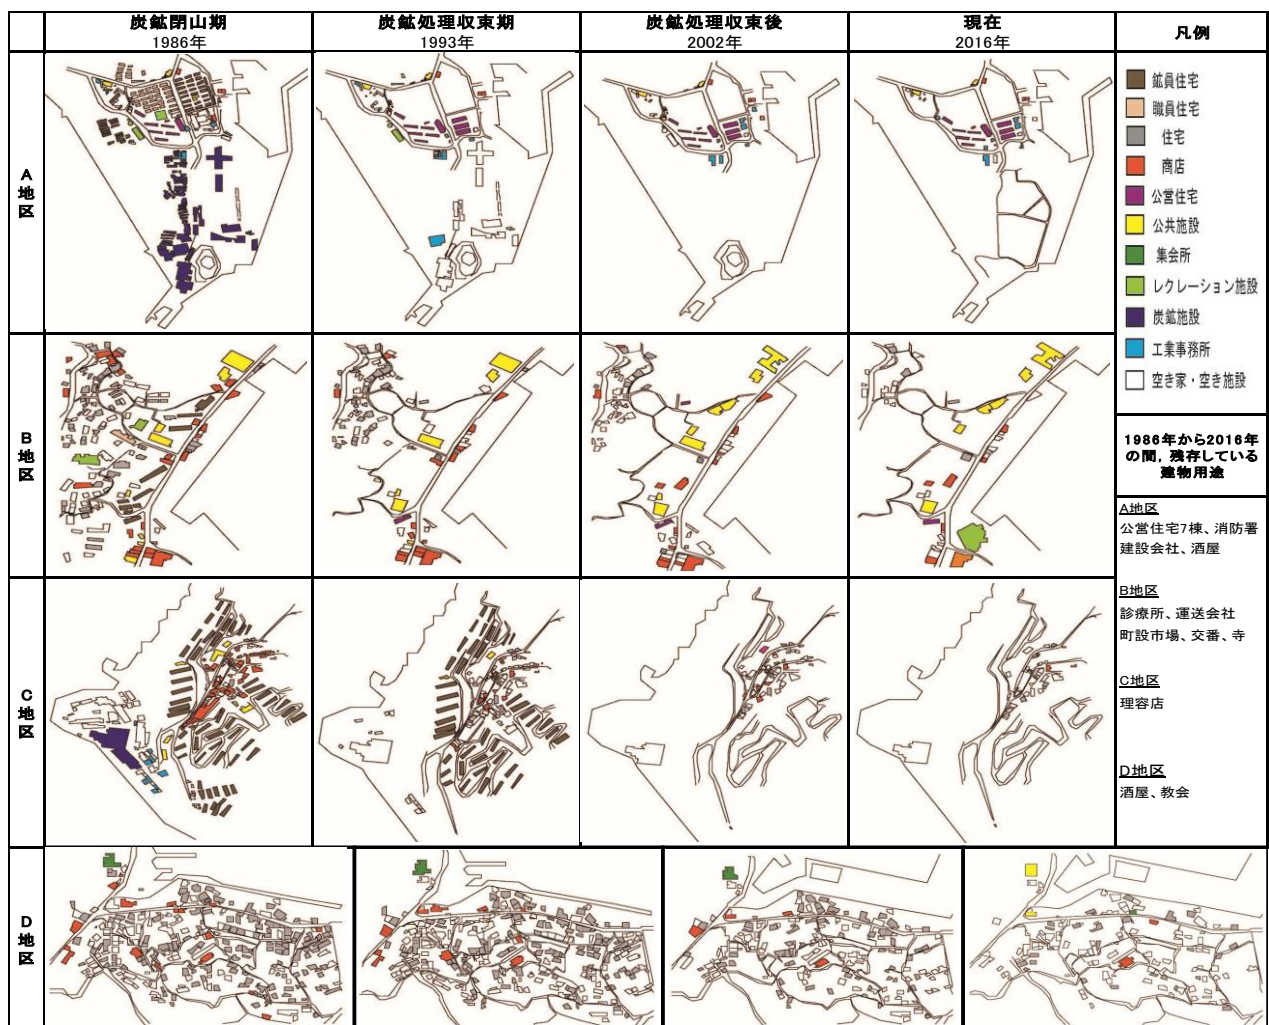 炭鉱閉山期
1986年
炭鉱処理収束期
1993年
炭鉱処理収束後
2002年
現在
2016年
凡例
A地区
B地区
C地区
D地区
鉱員住宅
職員住宅
住宅
商店
公営住宅
公共施設
集会所
レクレーション施設
炭鉱施設
工業事務所
空き家・空き施設
1986年から2016年
の間，残存している
建物用途
A地区
公営住宅7棟、消防署
建設会社、酒屋
B地区
診療所、運送会社
町設市場、交番、寺
C地区
理容店
D地区
酒屋、教会